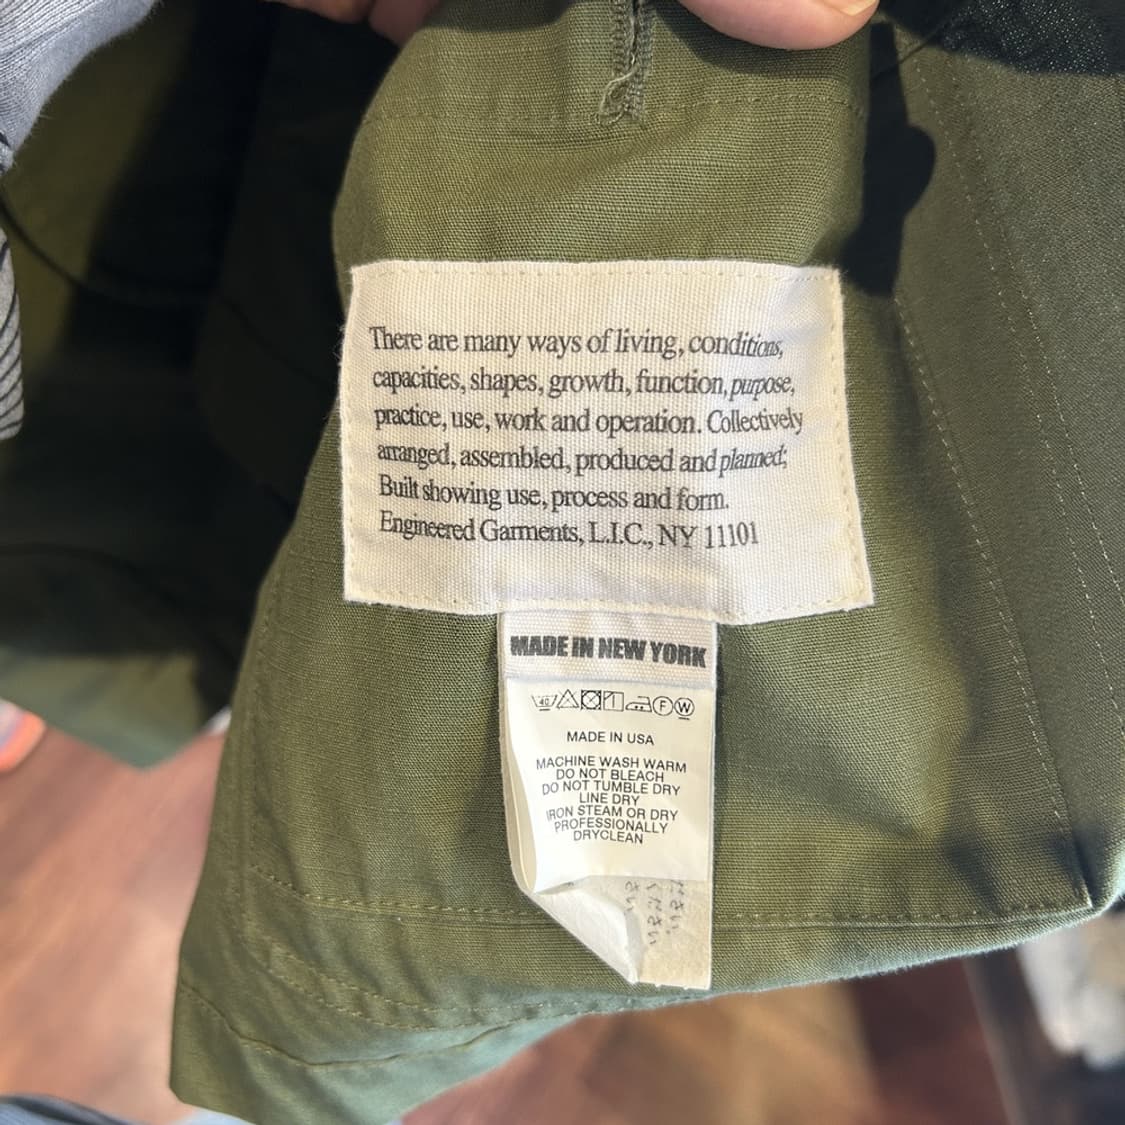 There are many ways of living, conditions,
capacities, shapes, growth, function, purpose,
practice, use, work and operation. Collectively
arranged, assembled, produced and planned;
Built showing use, process and form.
Engineered Garments, L.I.C., NY 11101
MADE IN NEW YORK
40 F W
MADE IN USA
MACHINE WASH WARM
DO NOT BLEACH
DO NOT TUMBLE DRY
LINE DRY
IRON STEAM OR DRY
PROFESSIONALLY
DRYCLEAN